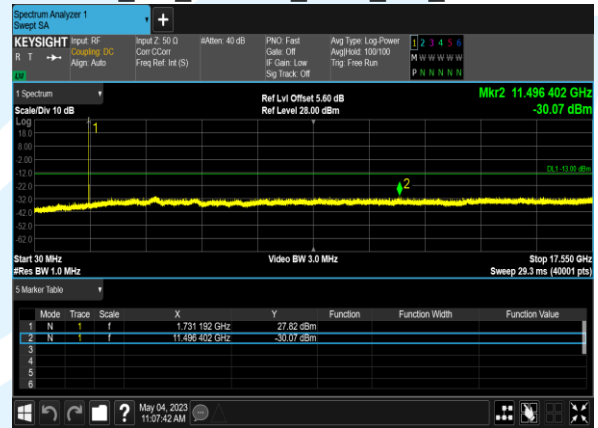 Spectrum Analyzer 1
Swept SA
KEYSIGHT
R T
LV
Input: RF
Coupling: DC
Align: Auto
Input Z: 50 Ω
Corr CCorr
Freq Ref: Int (S)
#Atten: 40 dB
PNO: Fast
Gate: Off
IF Gain: Low
Sig Track: Off
Avg Type: Log-Power
Avg|Hold: 100/100
Trig: Free Run
1 2 3 4 5 6
M W W W W W
P N N N N N
1 Spectrum
Scale/Div 10 dB
Ref Lvl Offset 5.60 dB
Ref Level 28.00 dBm
Mkr2 11.496 402 GHz
-30.07 dBm
Log
1
18.0
8.00
-2.00
-12.0
DL1 -13.00 dBm
-22.0
2
-32.0
-42.0
-52.0
-62.0
Start 30 MHz
#Res BW 1.0 MHz
Video BW 3.0 MHz
Stop 17.550 GHz
Sweep 29.3 ms (40001 pts)
5 Marker Table
Mode Trace Scale X Y Function Function Width Function Value
1 N 1 f 1.731 192 GHz 27.82 dBm
2 N 1 f 11.496 402 GHz -30.07 dBm
3
4
5
6
?
May 04, 2023
11:07:42 AM